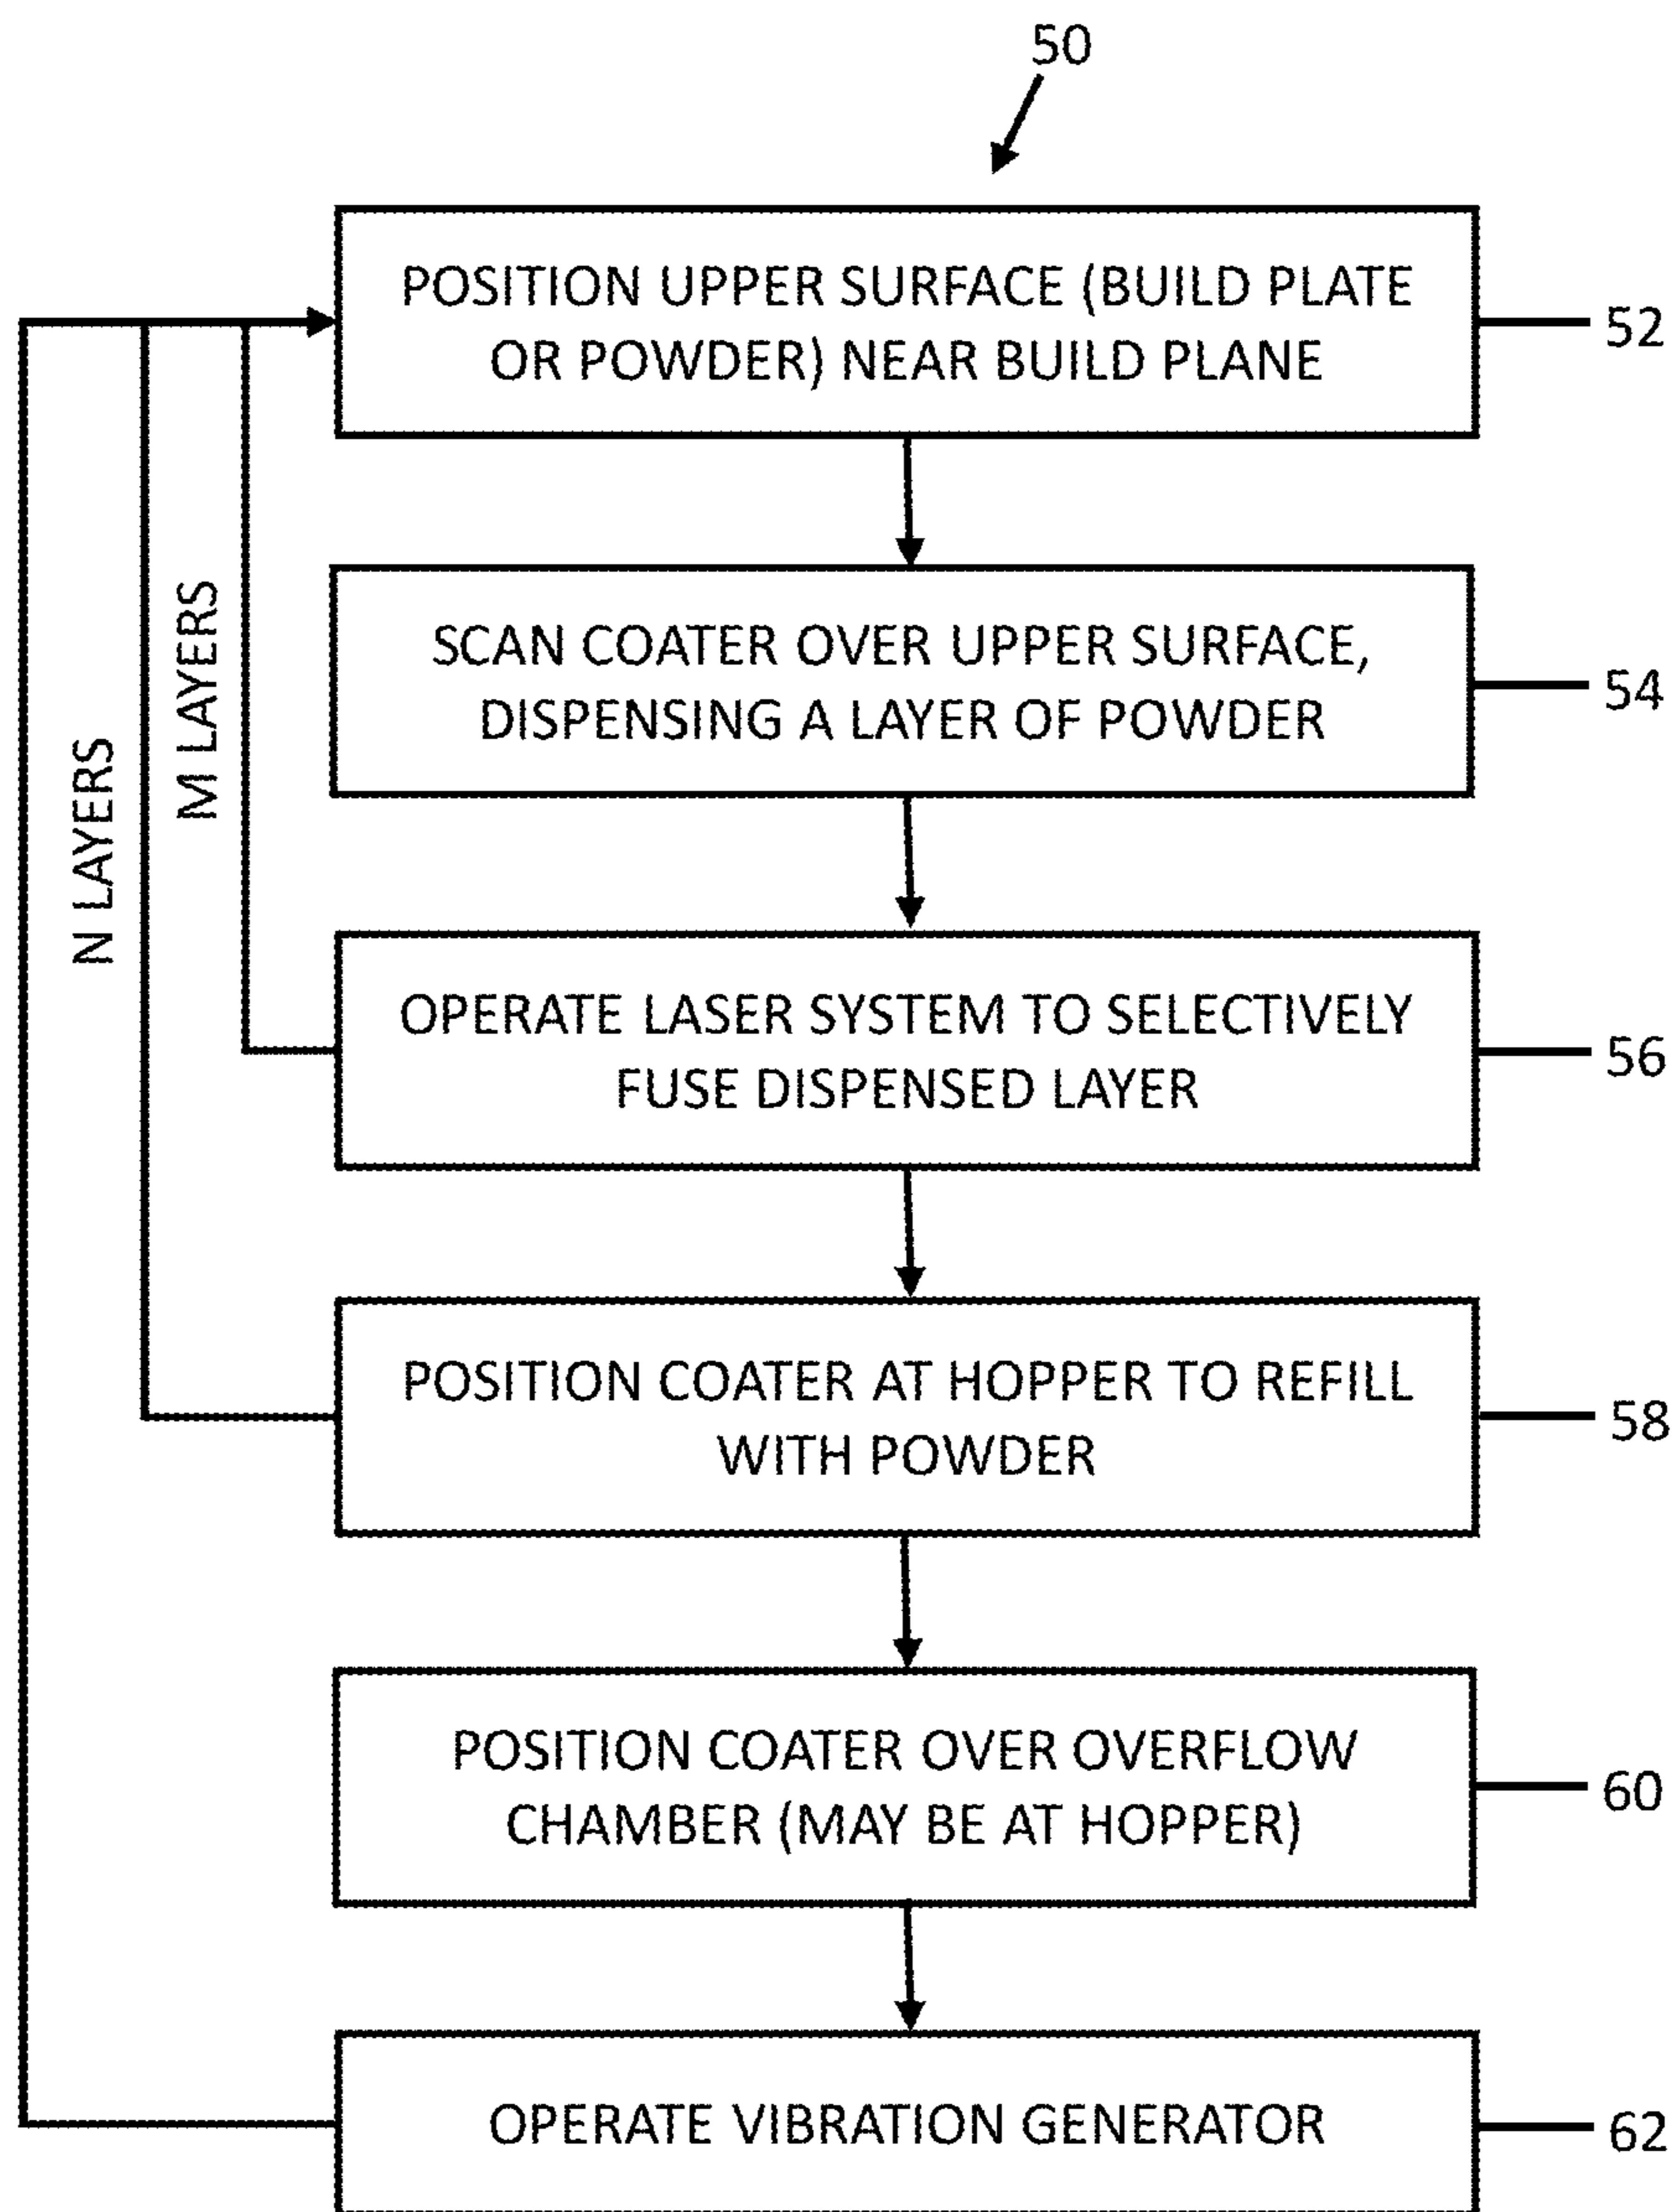 50
POSITION UPPER SURFACE (BUILD PLATE
OR POWDER) NEAR BUILD PLANE
52
SCAN COATER OVER UPPER SURFACE,
DISPENSING A LAYER OF POWDER
54
M LAYERS
N LAYERS
OPERATE LASER SYSTEM TO SELECTIVELY
FUSE DISPENSED LAYER
56
POSITION COATER AT HOPPER TO REFILL
WITH POWDER
58
POSITION COATER OVER OVERFLOW
CHAMBER (MAY BE AT HOPPER)
60
OPERATE VIBRATION GENERATOR
62